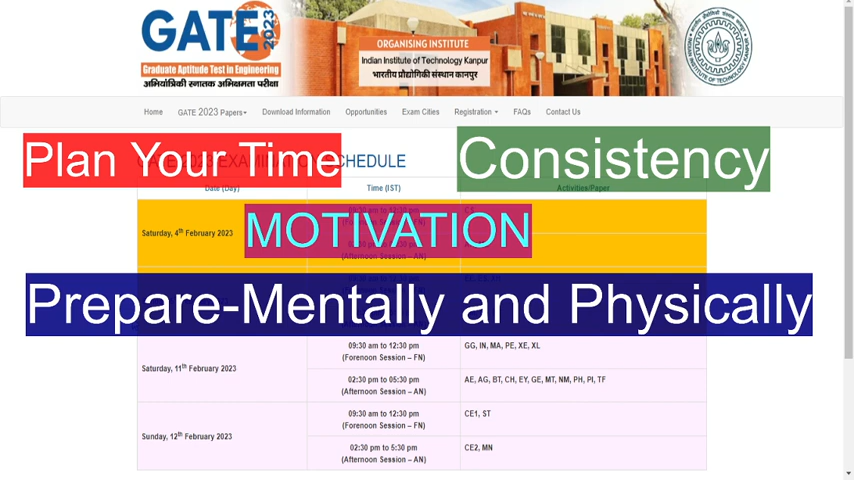 GATE 2023
Graduate Aptitude Test in Engineering
अभियांत्रिकी स्नातक अभिक्षमता परीक्षा
ORGANISING INSTITUTE
Indian Institute of Technology Kanpur
भारतीय प्रौद्योगिकी संस्थान कानपुर
Home GATE 2023 Papers Download Information Opportunities Exam Cities Registration FAQs Contact Us
Plan Your Time
CHEDULE
Consistency
Date (Day) Time (IST) Activities/Paper
MOTIVATION
Saturday, 4th February 2023
Prepare-Mentally and Physically
Saturday, 11th February 2023
09:30 am to 12:30 pm
(Forenoon Session – FN)
GG, IN, MA, PE, XE, XL
02:30 pm to 05:30 pm
(Afternoon Session – AN)
AE, AG, BT, CH, EY, GE, MT, NM, PH, PI, TF
Sunday, 12th February 2023
09:30 am to 12:30 pm
(Forenoon Session – FN)
CE1, ST
02:30 pm to 5:30 pm
(Afternoon Session – AN)
CE2, MN